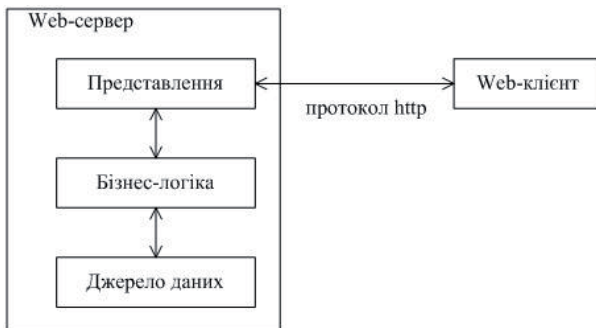 Web-сервер
Представлення
Web-клієнт
протокол http
Бізнес-логіка
Джерело даних